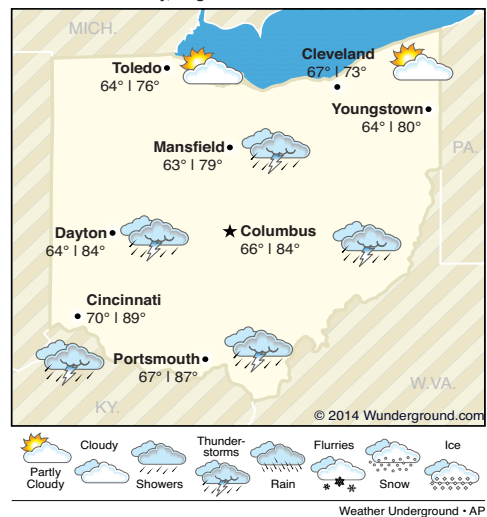 MICH.
Cleveland
67° | 73°
Toledo
64° | 76°
Youngstown
64° | 80°
Mansfield
63° | 79°
PA.
Dayton
64° | 84°
Columbus
66° | 84°
Cincinnati
70° | 89°
Portsmouth
67° | 87°
W.VA.
KY.
© 2014 Wunderground.com
Partly
Cloudy
Cloudy
Showers
Thunder-
storms
Rain
Flurries
Snow
Ice
Weather Underground • AP